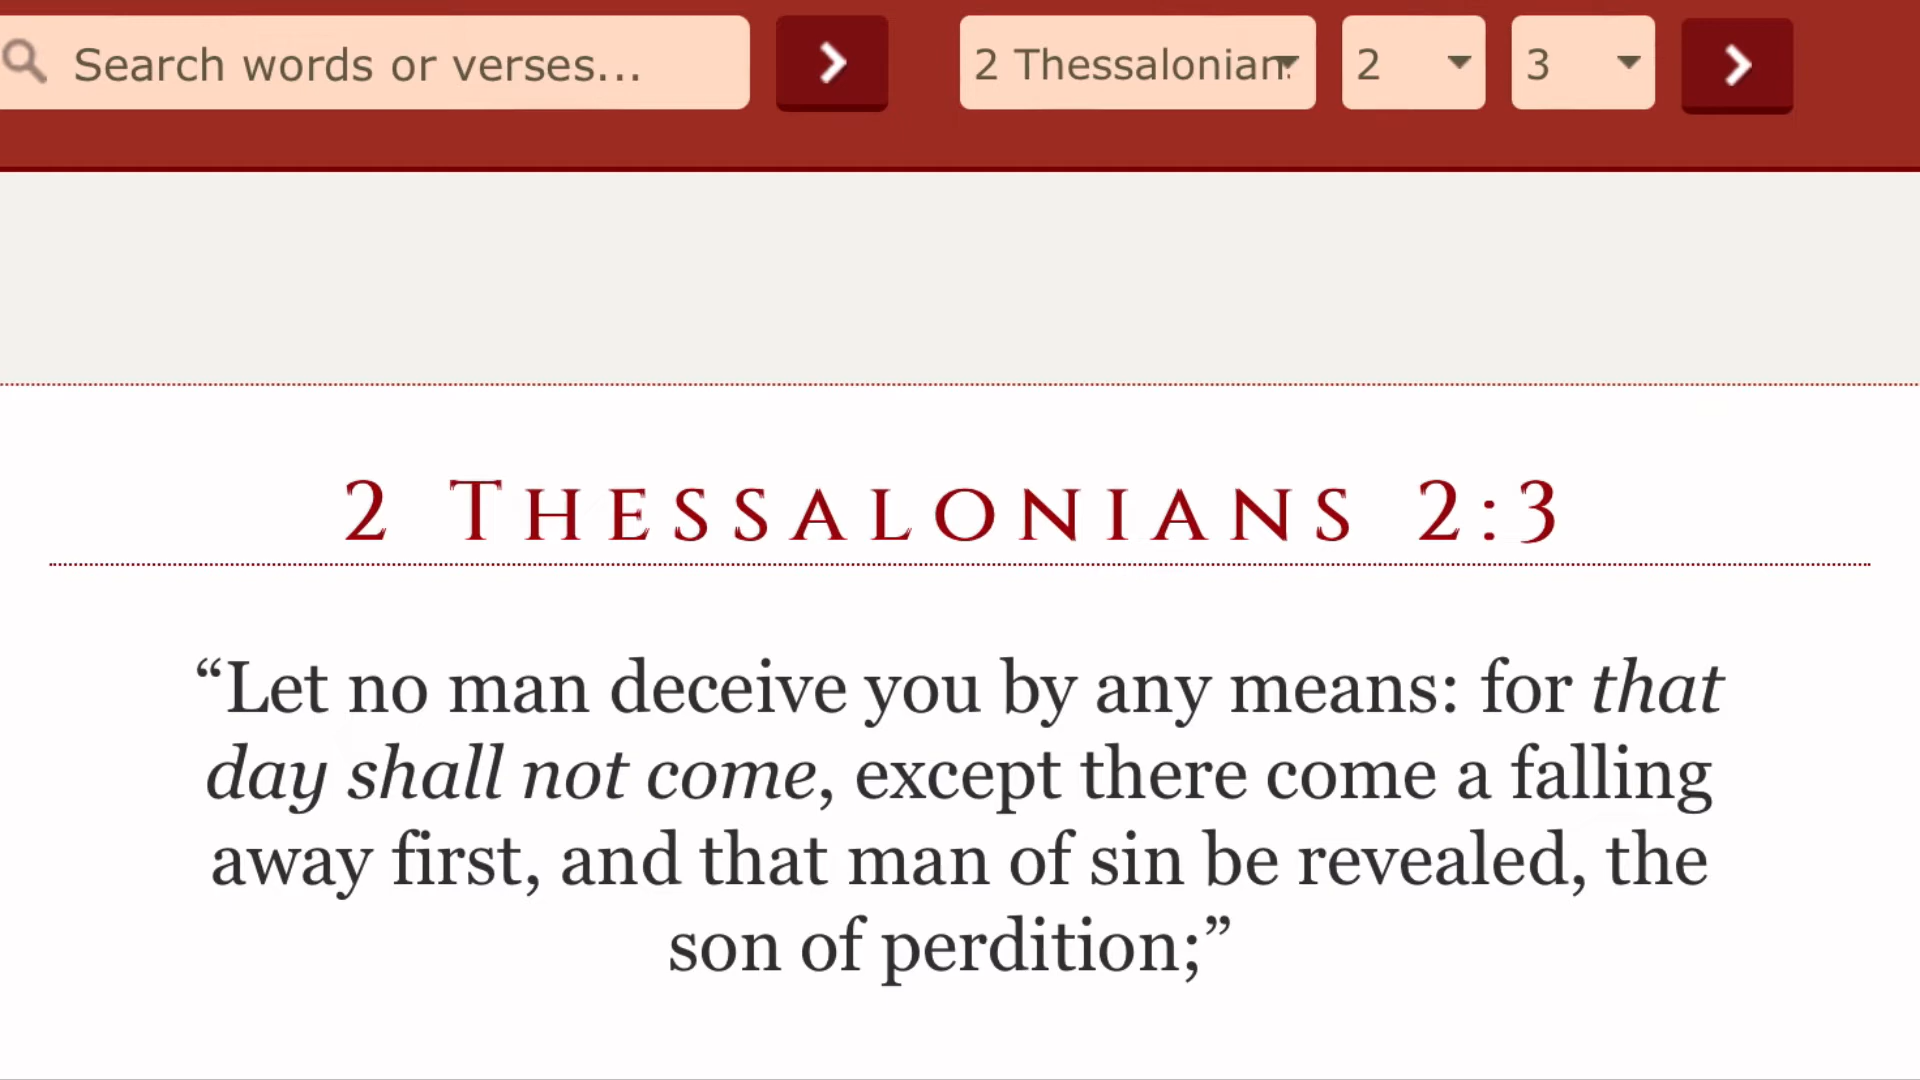 Search words or verses...
2 Thessalonian
2
3
2 THESSALONIANS 2:3
“Let no man deceive you by any means: for that
day shall not come, except there come a falling
away first, and that man of sin be revealed, the
son of perdition;”